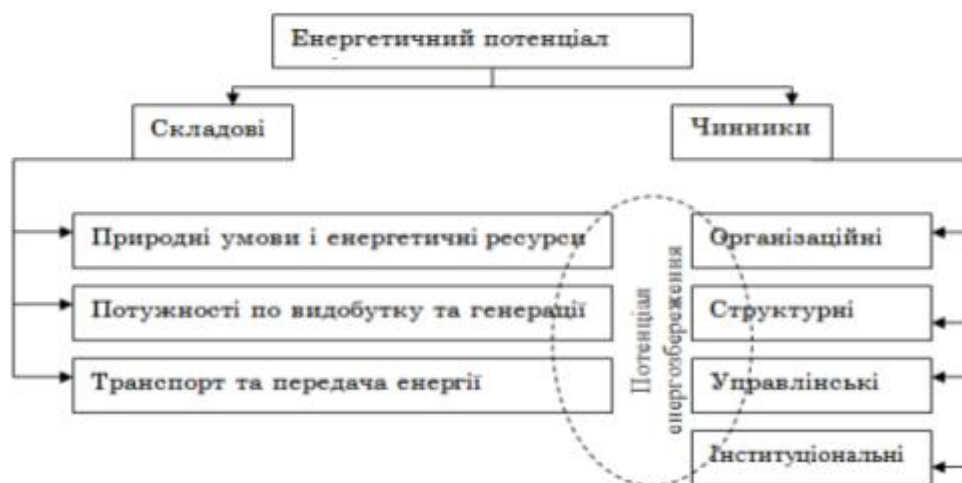 Енергетичний потенціал
Складові
Чинники
Природні умови і енергетичні ресурси
Потужності по видобутку та генерації
Транспорт та передача енергії
Потенціал
енергозбереження
Організаційні
Структурні
Управлінські
Інституціональні